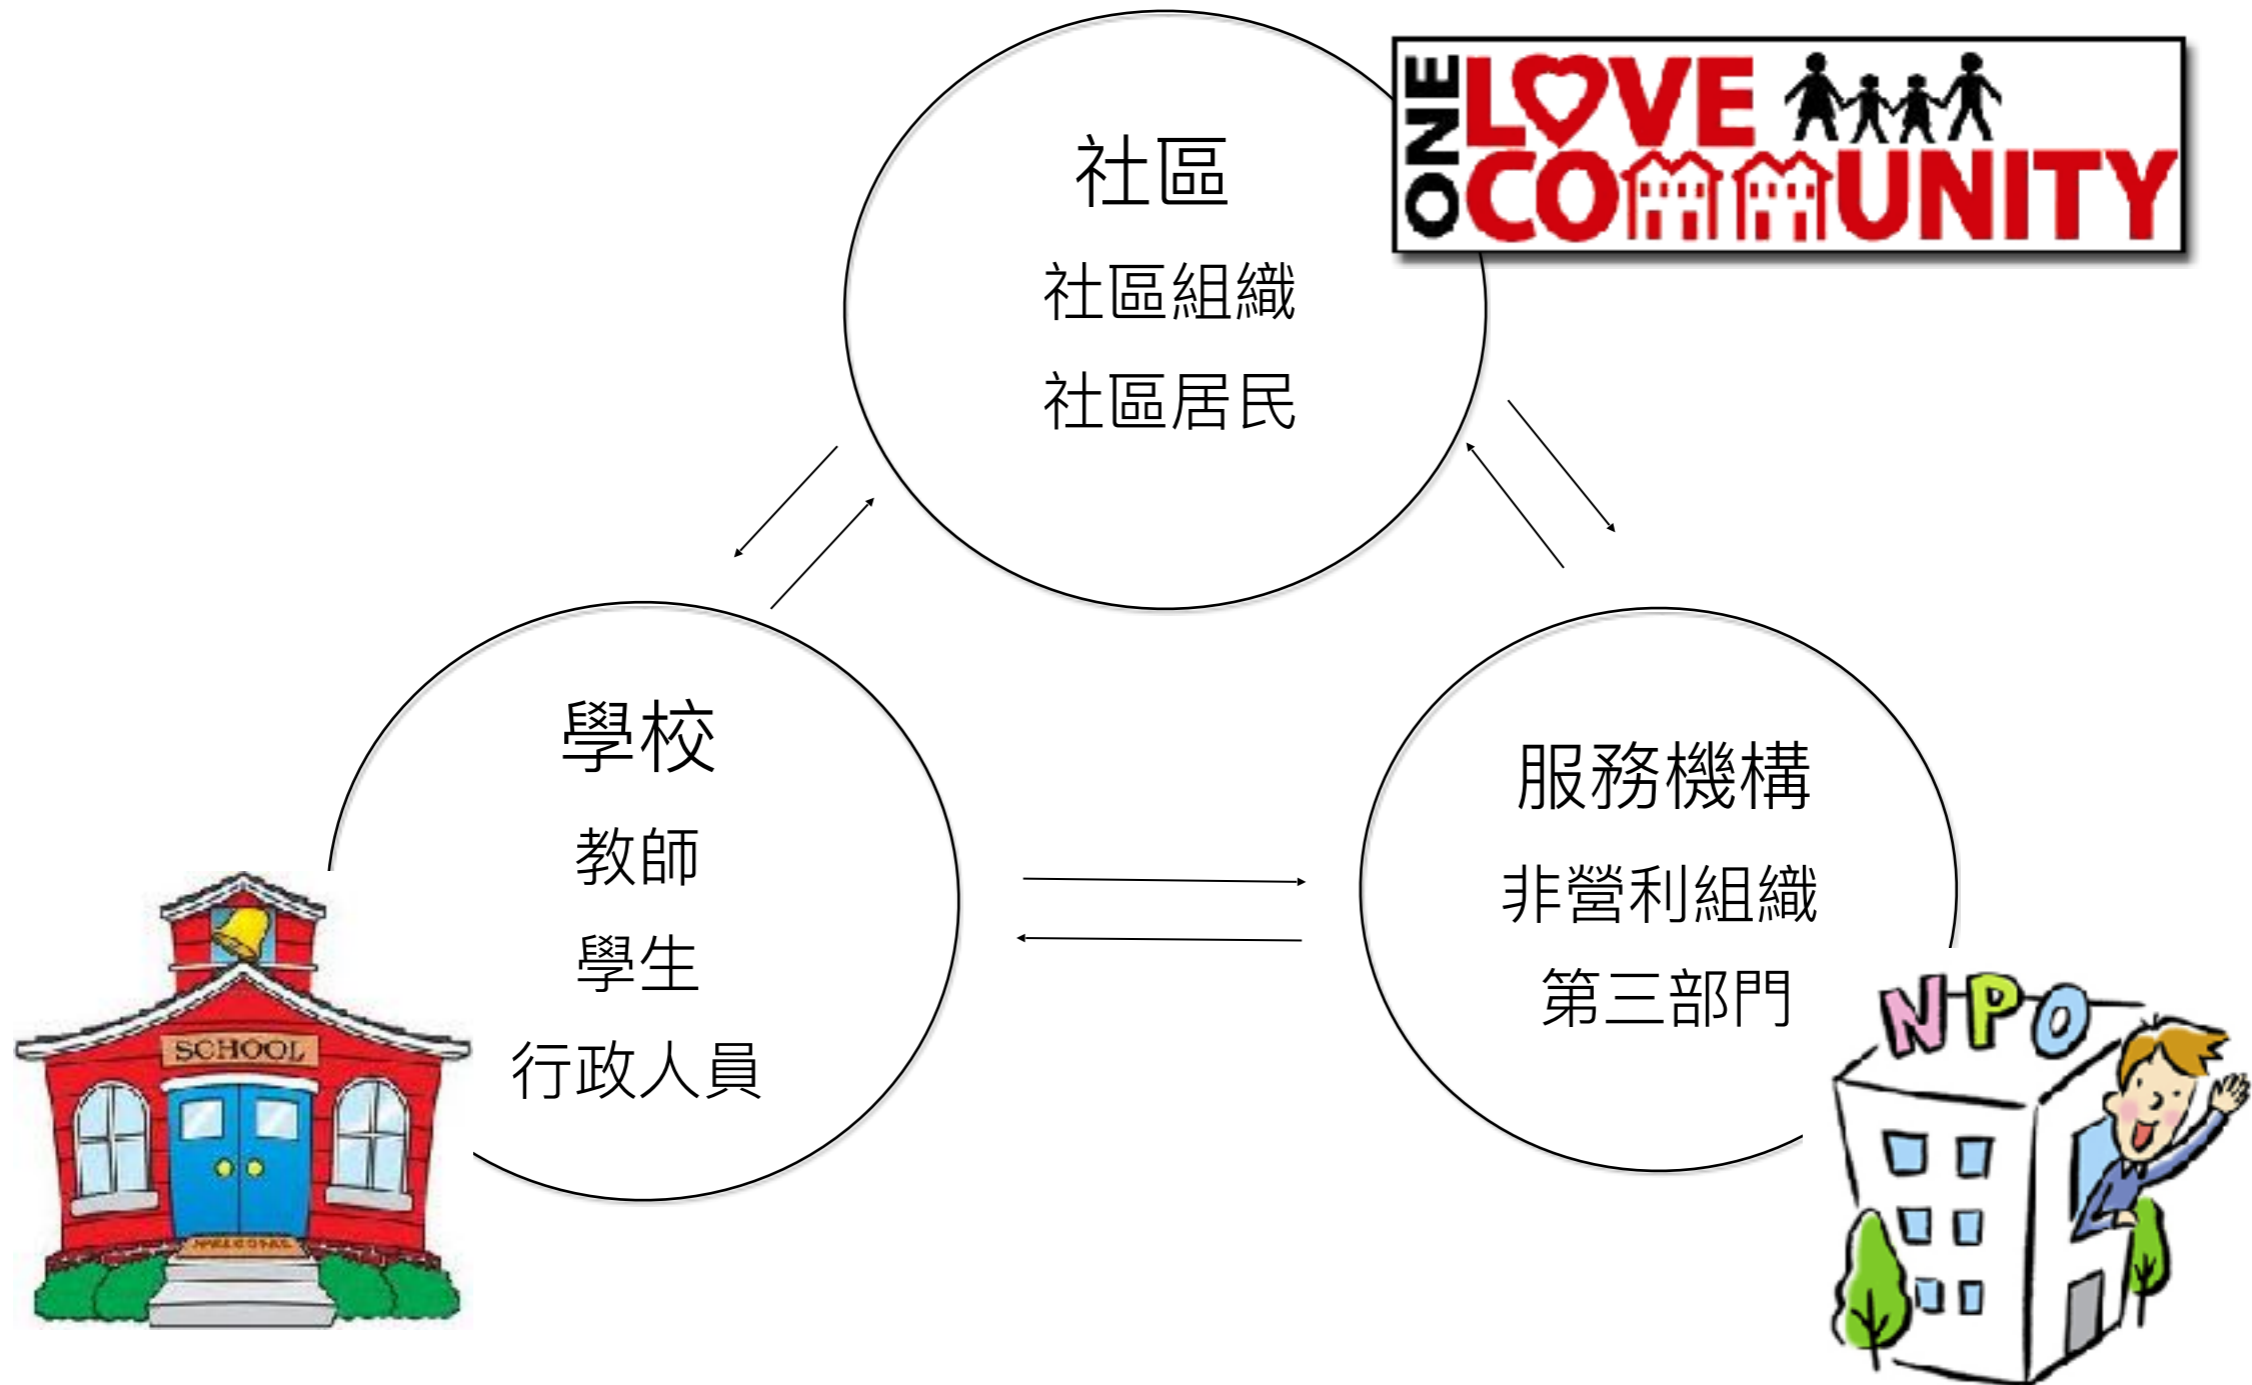 社區
社區組織
社區居民
ONE
LOVE
COMMUNITY
學校
教師
學生
行政人員
SCHOOL
服務機構
非營利組織
第三部門
NPO